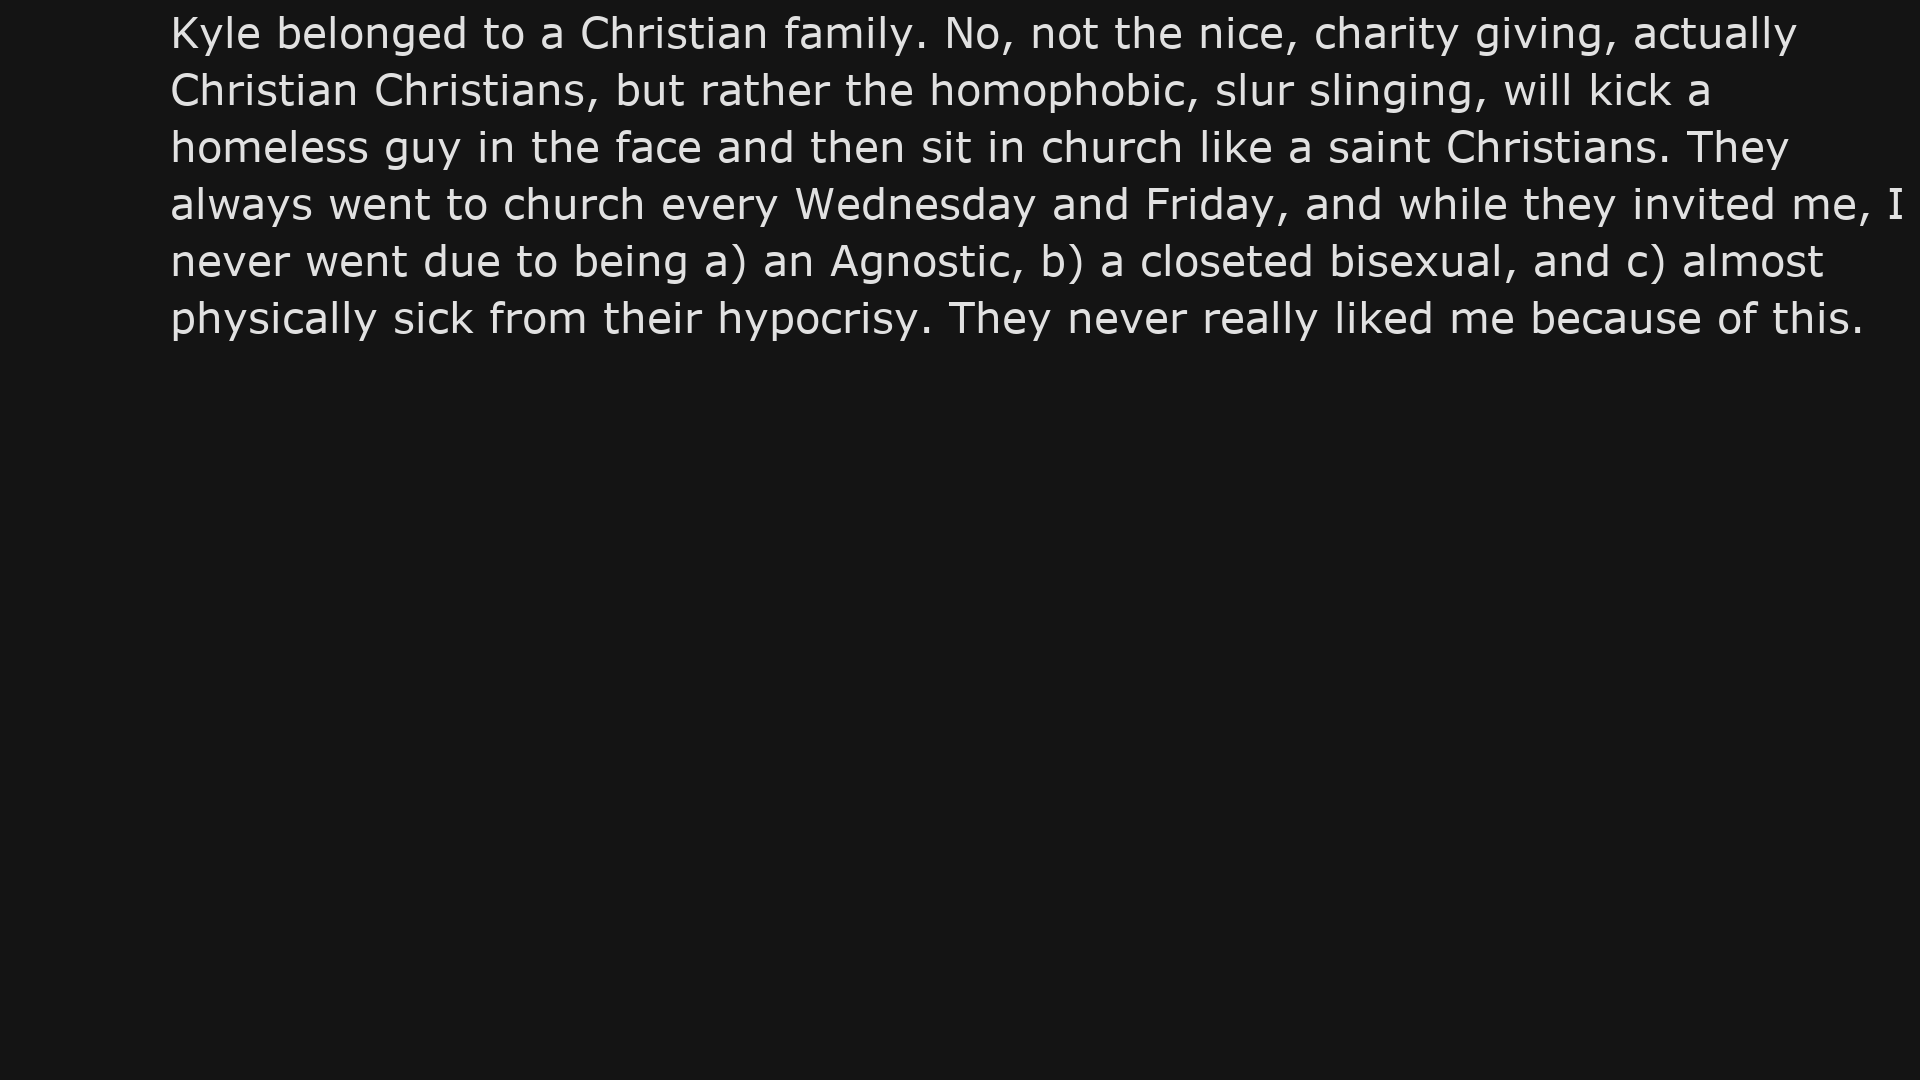 Kyle belonged to a Christian family. No, not the nice, charity giving, actually
Christian Christians, but rather the homophobic, slur slinging, will kick a
homeless guy in the face and then sit in church like a saint Christians. They
always went to church every Wednesday and Friday, and while they invited me, I
never went due to being a) an Agnostic, b) a closeted bisexual, and c) almost
physically sick from their hypocrisy. They never really liked me because of this.